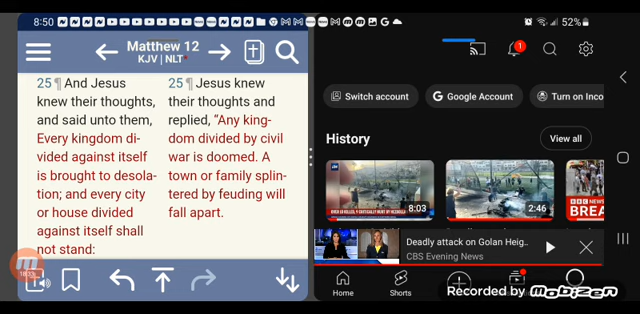 8:50
52%
Matthew 12
KJV | NLT*
25 ¶ And Jesus
knew their thoughts,
and said unto them,
Every kingdom di-
vided against itself
is brought to desola-
tion; and every city
or house divided
against itself shall
not stand:
25 ¶ Jesus knew
their thoughts and
replied, “Any king-
dom divided by civil
war is doomed. A
town or family splin-
tered by feuding will
fall apart.
1
Switch account
Google Account
Turn on Inco
History
View all
8:03
2:46
BBC NEWS
BREA
Deadly attack on Golan Heig..
CBS Evening News
Home
Shorts
Recorded by Mobizen